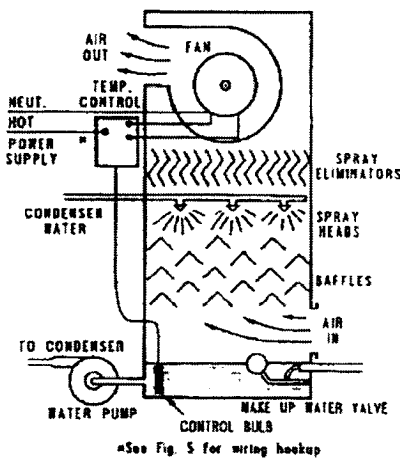 AIR
OUT
FAN
TEMP.
CONTROL
NEUT.
HOT
POWER
SUPPLY
*
SPRAY
ELIMINATORS
CONDENSER
WATER
SPRAY
HEADS
BAFFLES
AIR
IN
TO CONDENSER
WATER PUMP
MAKE UP WATER VALVE
CONTROL BULB
*See Fig. 5 for wiring hookup